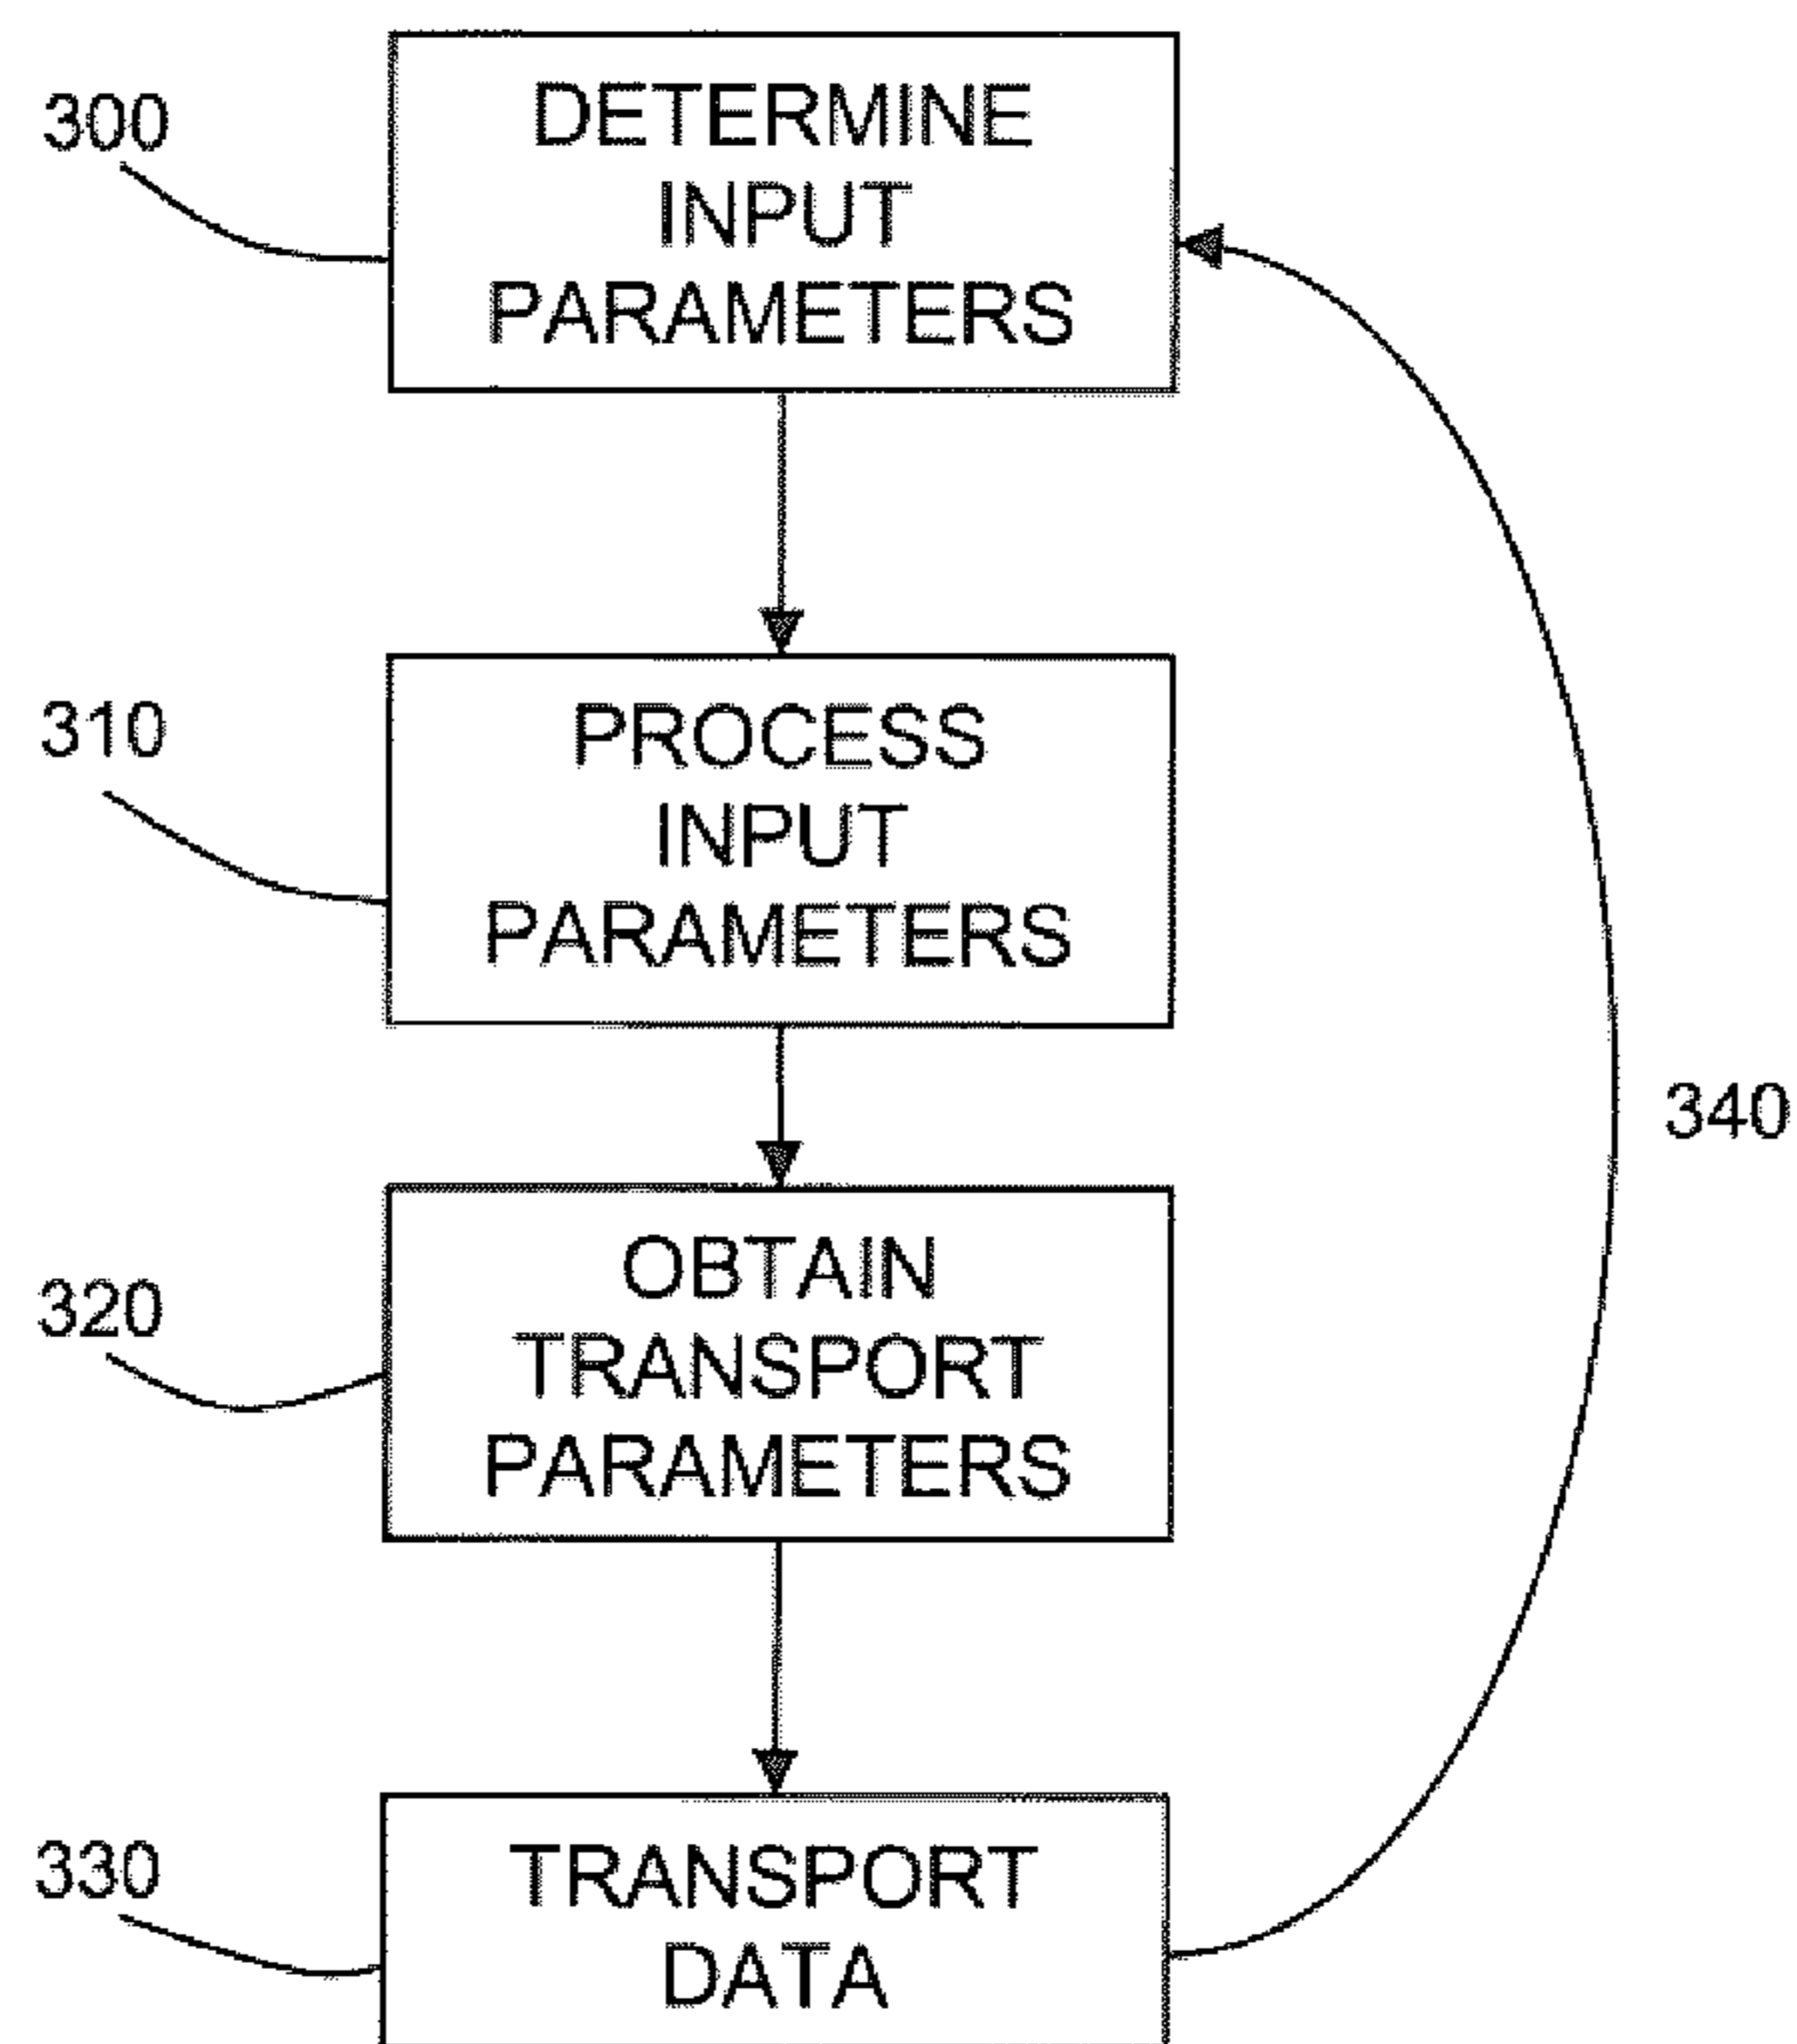 300
DETERMINE
INPUT
PARAMETERS
310
PROCESS
INPUT
PARAMETERS
340
320
OBTAIN
TRANSPORT
PARAMETERS
330
TRANSPORT
DATA